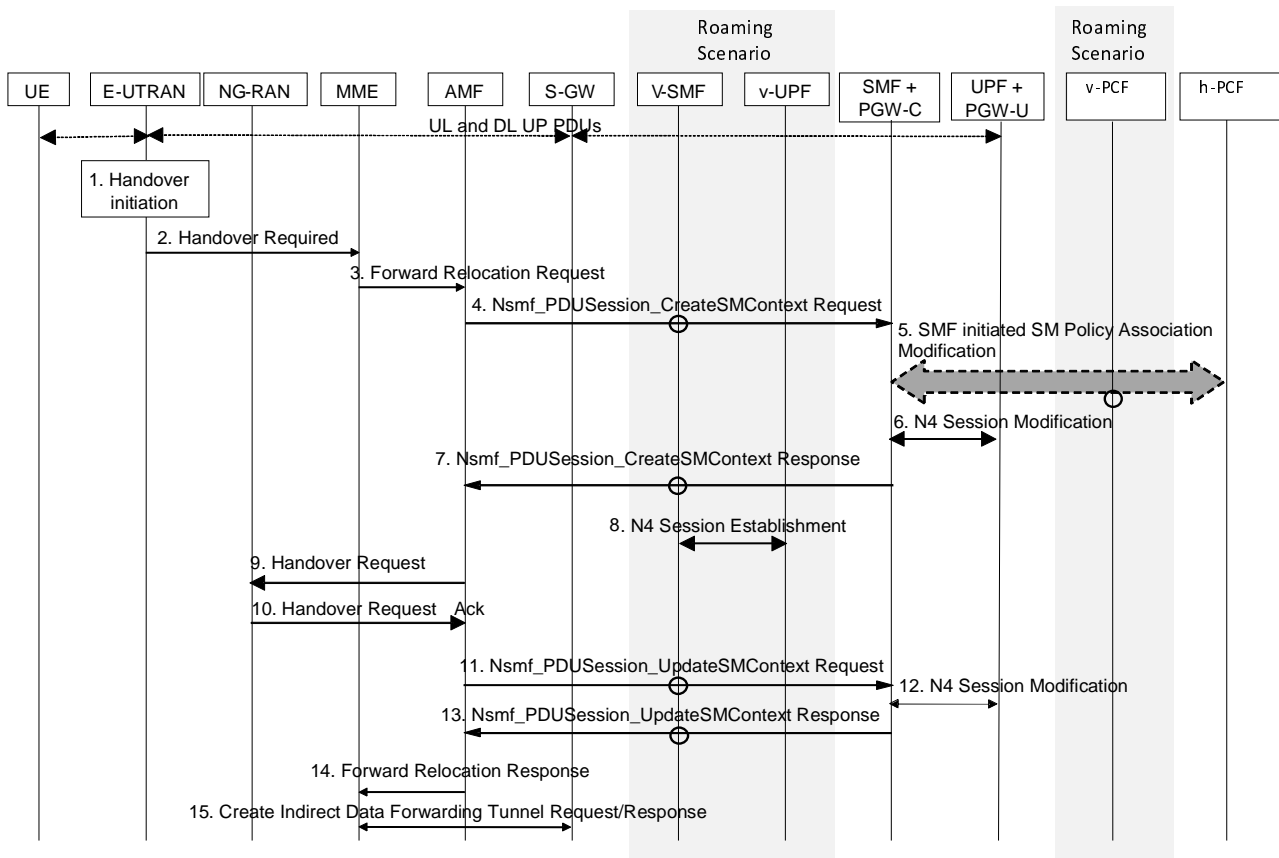 Roaming
Scenario
Roaming
Scenario
UE
E-UTRAN
NG-RAN
MME
AMF
S-GW
V-SMF
v-UPF
SMF +
PGW-C
UPF +
PGW-U
v-PCF
h-PCF
UL and DL UP PDUs
1. Handover
initiation
2. Handover Required
3. Forward Relocation Request
4. Nsmf_PDUSession_CreateSMContext Request
5. SMF initiated SM Policy Association
Modification
6. N4 Session Modification
7. Nsmf_PDUSession_CreateSMContext Response
8. N4 Session Establishment
9. Handover Request
10. Handover Request Ack
11. Nsmf_PDUSession_UpdateSMContext Request
12. N4 Session Modification
13. Nsmf_PDUSession_UpdateSMContext Response
14. Forward Relocation Response
15. Create Indirect Data Forwarding Tunnel Request/Response